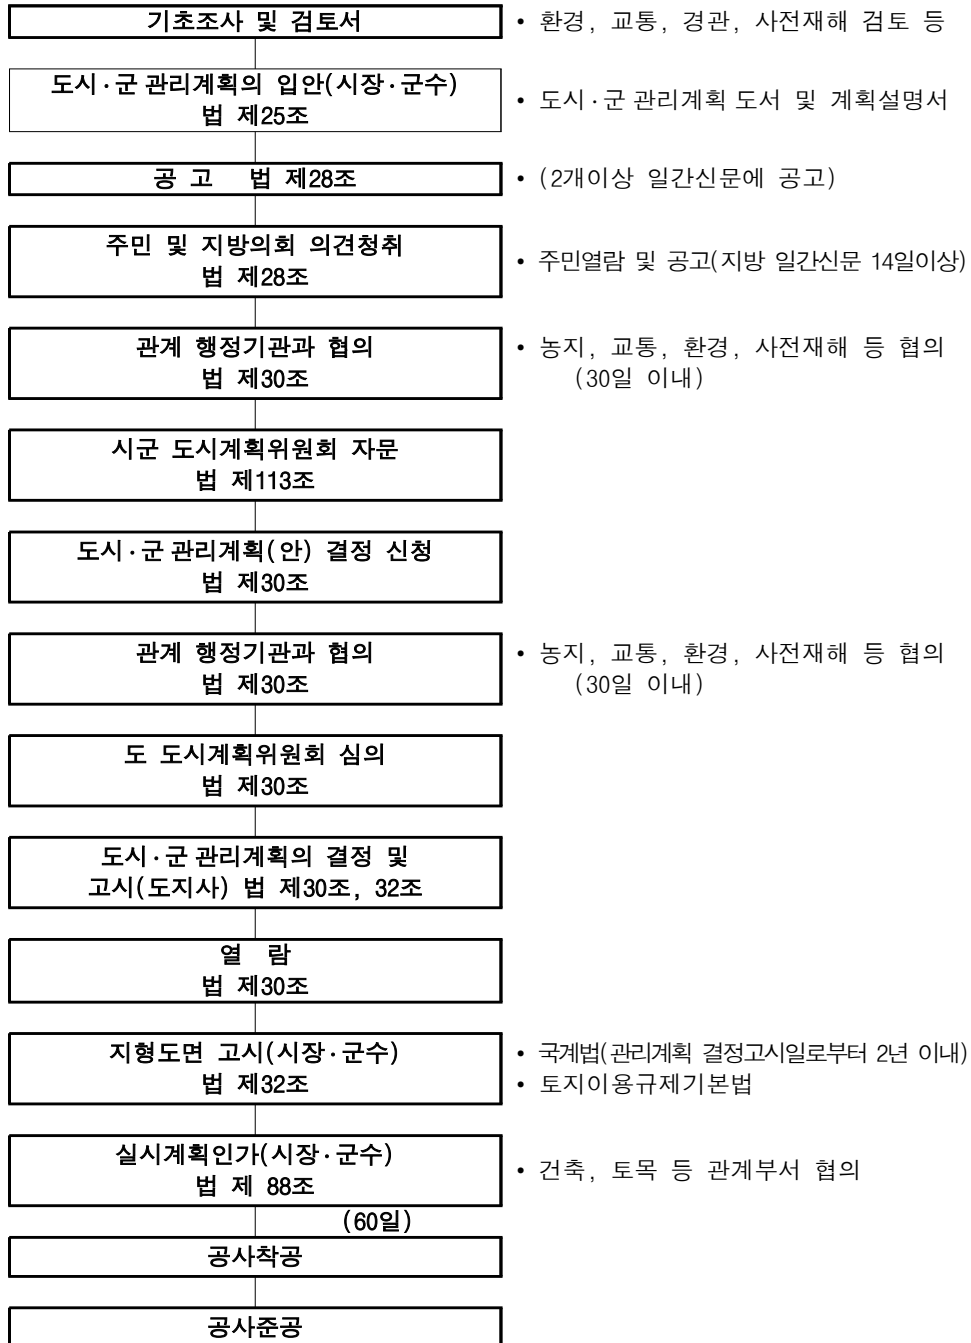 기초조사 및 검토서
• 환경, 교통, 경관, 사전재해 검토 등
도시·군 관리계획의 입안(시장·군수)
법 제25조
• 도시·군 관리계획 도서 및 계획설명서
공 고 법 제28조
• (2개이상 일간신문에 공고)
주민 및 지방의회 의견청취
법 제28조
• 주민열람 및 공고(지방 일간신문 14일이상)
관계 행정기관과 협의
법 제30조
• 농지, 교통, 환경, 사전재해 등 협의
(30일 이내)
시군 도시계획위원회 자문
법 제113조
도시·군 관리계획(안) 결정 신청
법 제30조
관계 행정기관과 협의
법 제30조
• 농지, 교통, 환경, 사전재해 등 협의
(30일 이내)
도 도시계획위원회 심의
법 제30조
도시·군 관리계획의 결정 및
고시(도지사) 법 제30조, 32조
열 람
법 제30조
지형도면 고시(시장·군수)
법 제32조
• 국계법(관리계획 결정고시일로부터 2년 이내)
• 토지이용규제기본법
실시계획인가(시장·군수)
법 제 88조
• 건축, 토목 등 관계부서 협의
(60일)
공사착공
공사준공